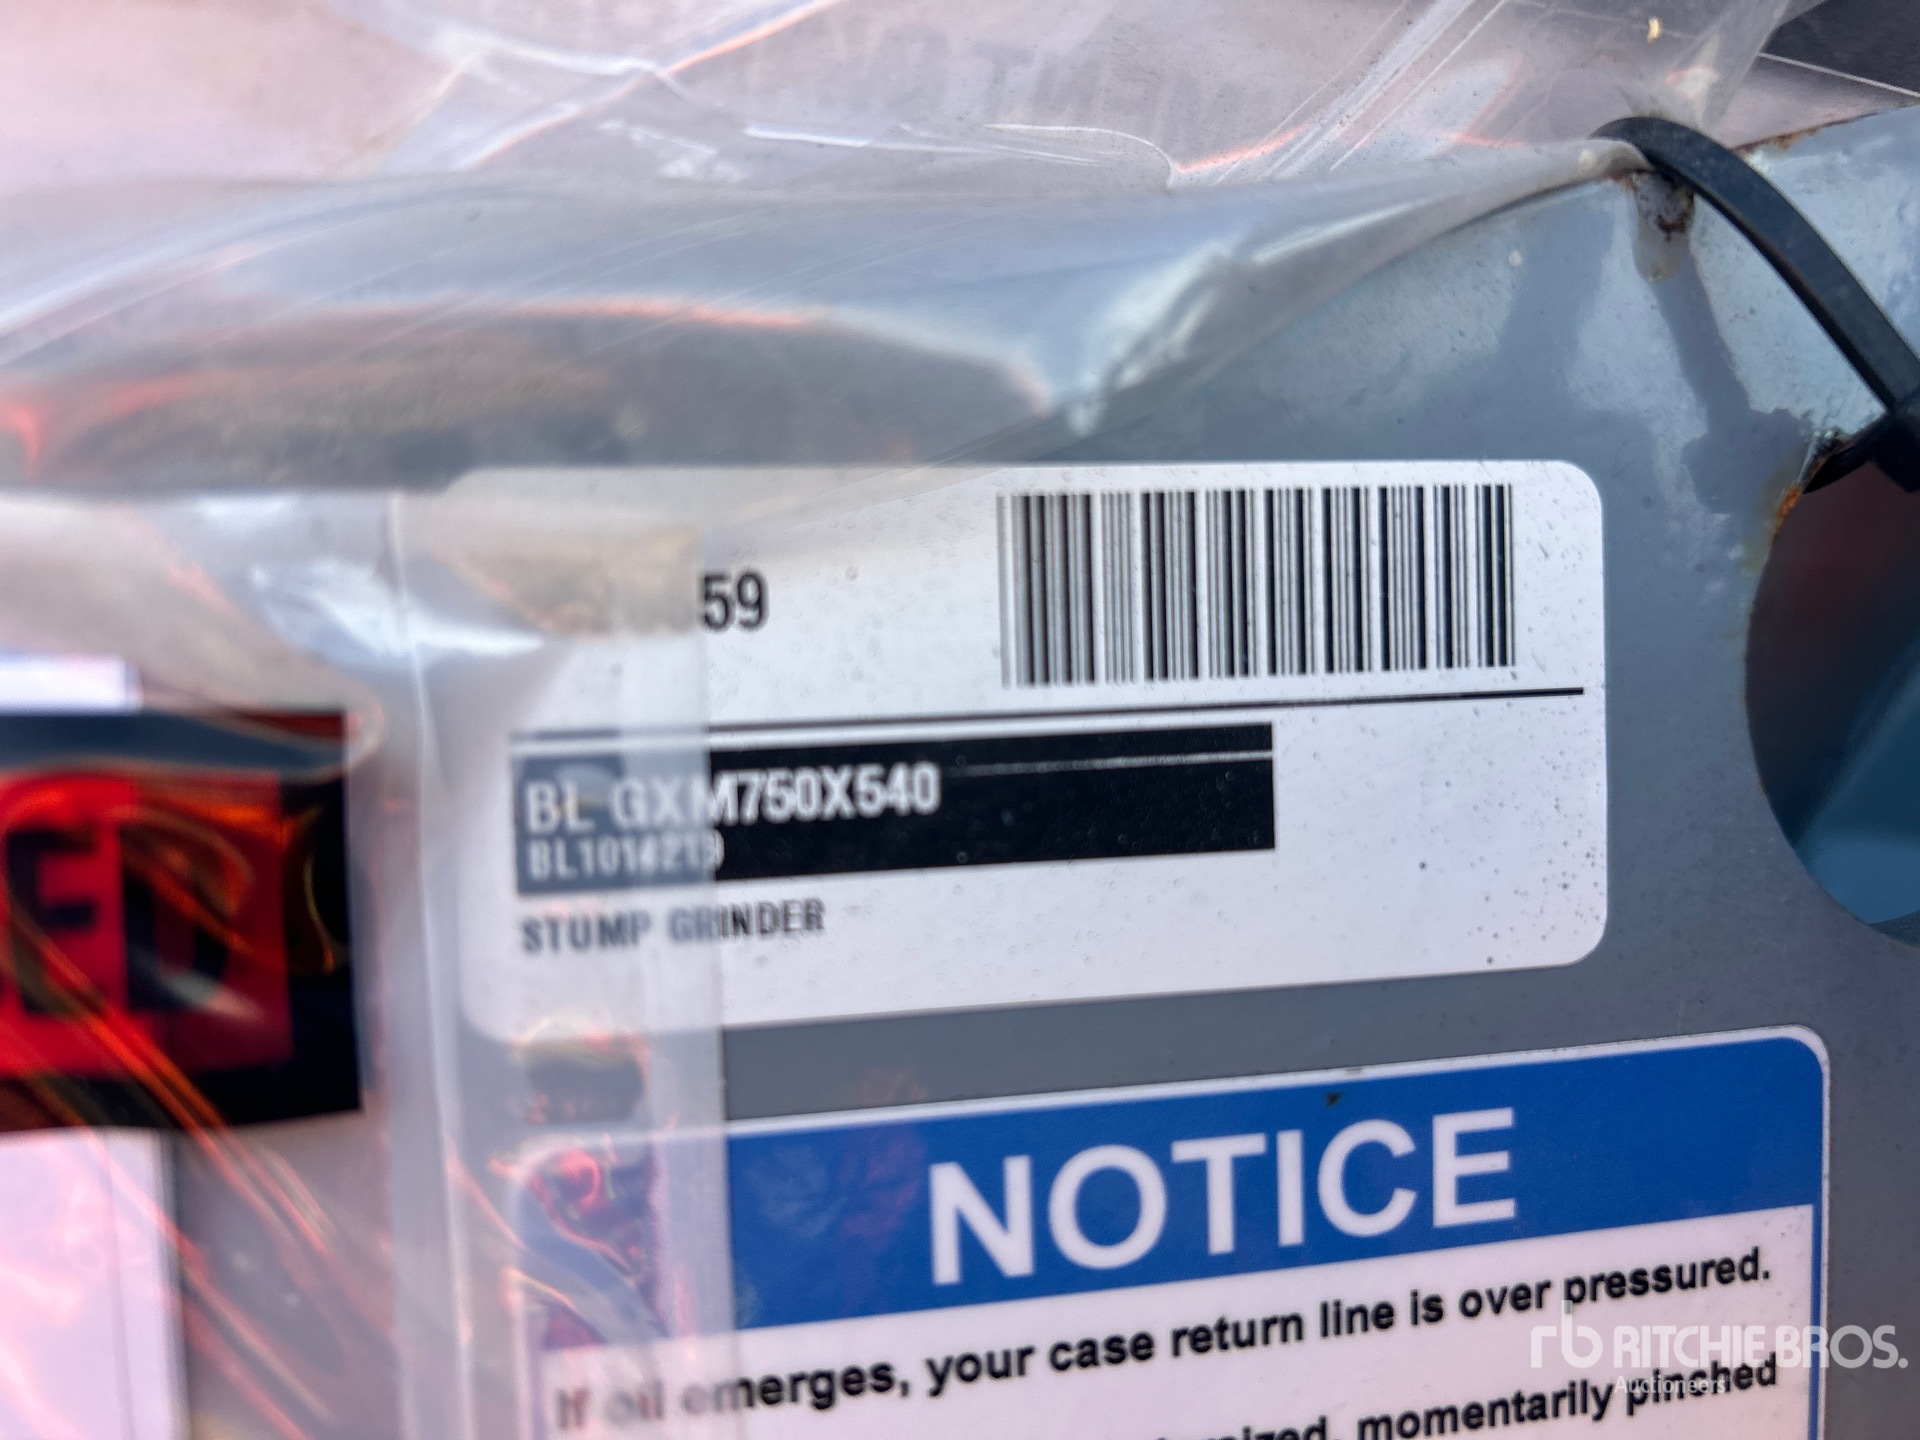 59
BL GXM750X540
STUMP GRINDER
NOTICE
If oil emerges, your case return line is over pressured.
momentarily pinched
rb RITCHIE BROS.
Auctioneers